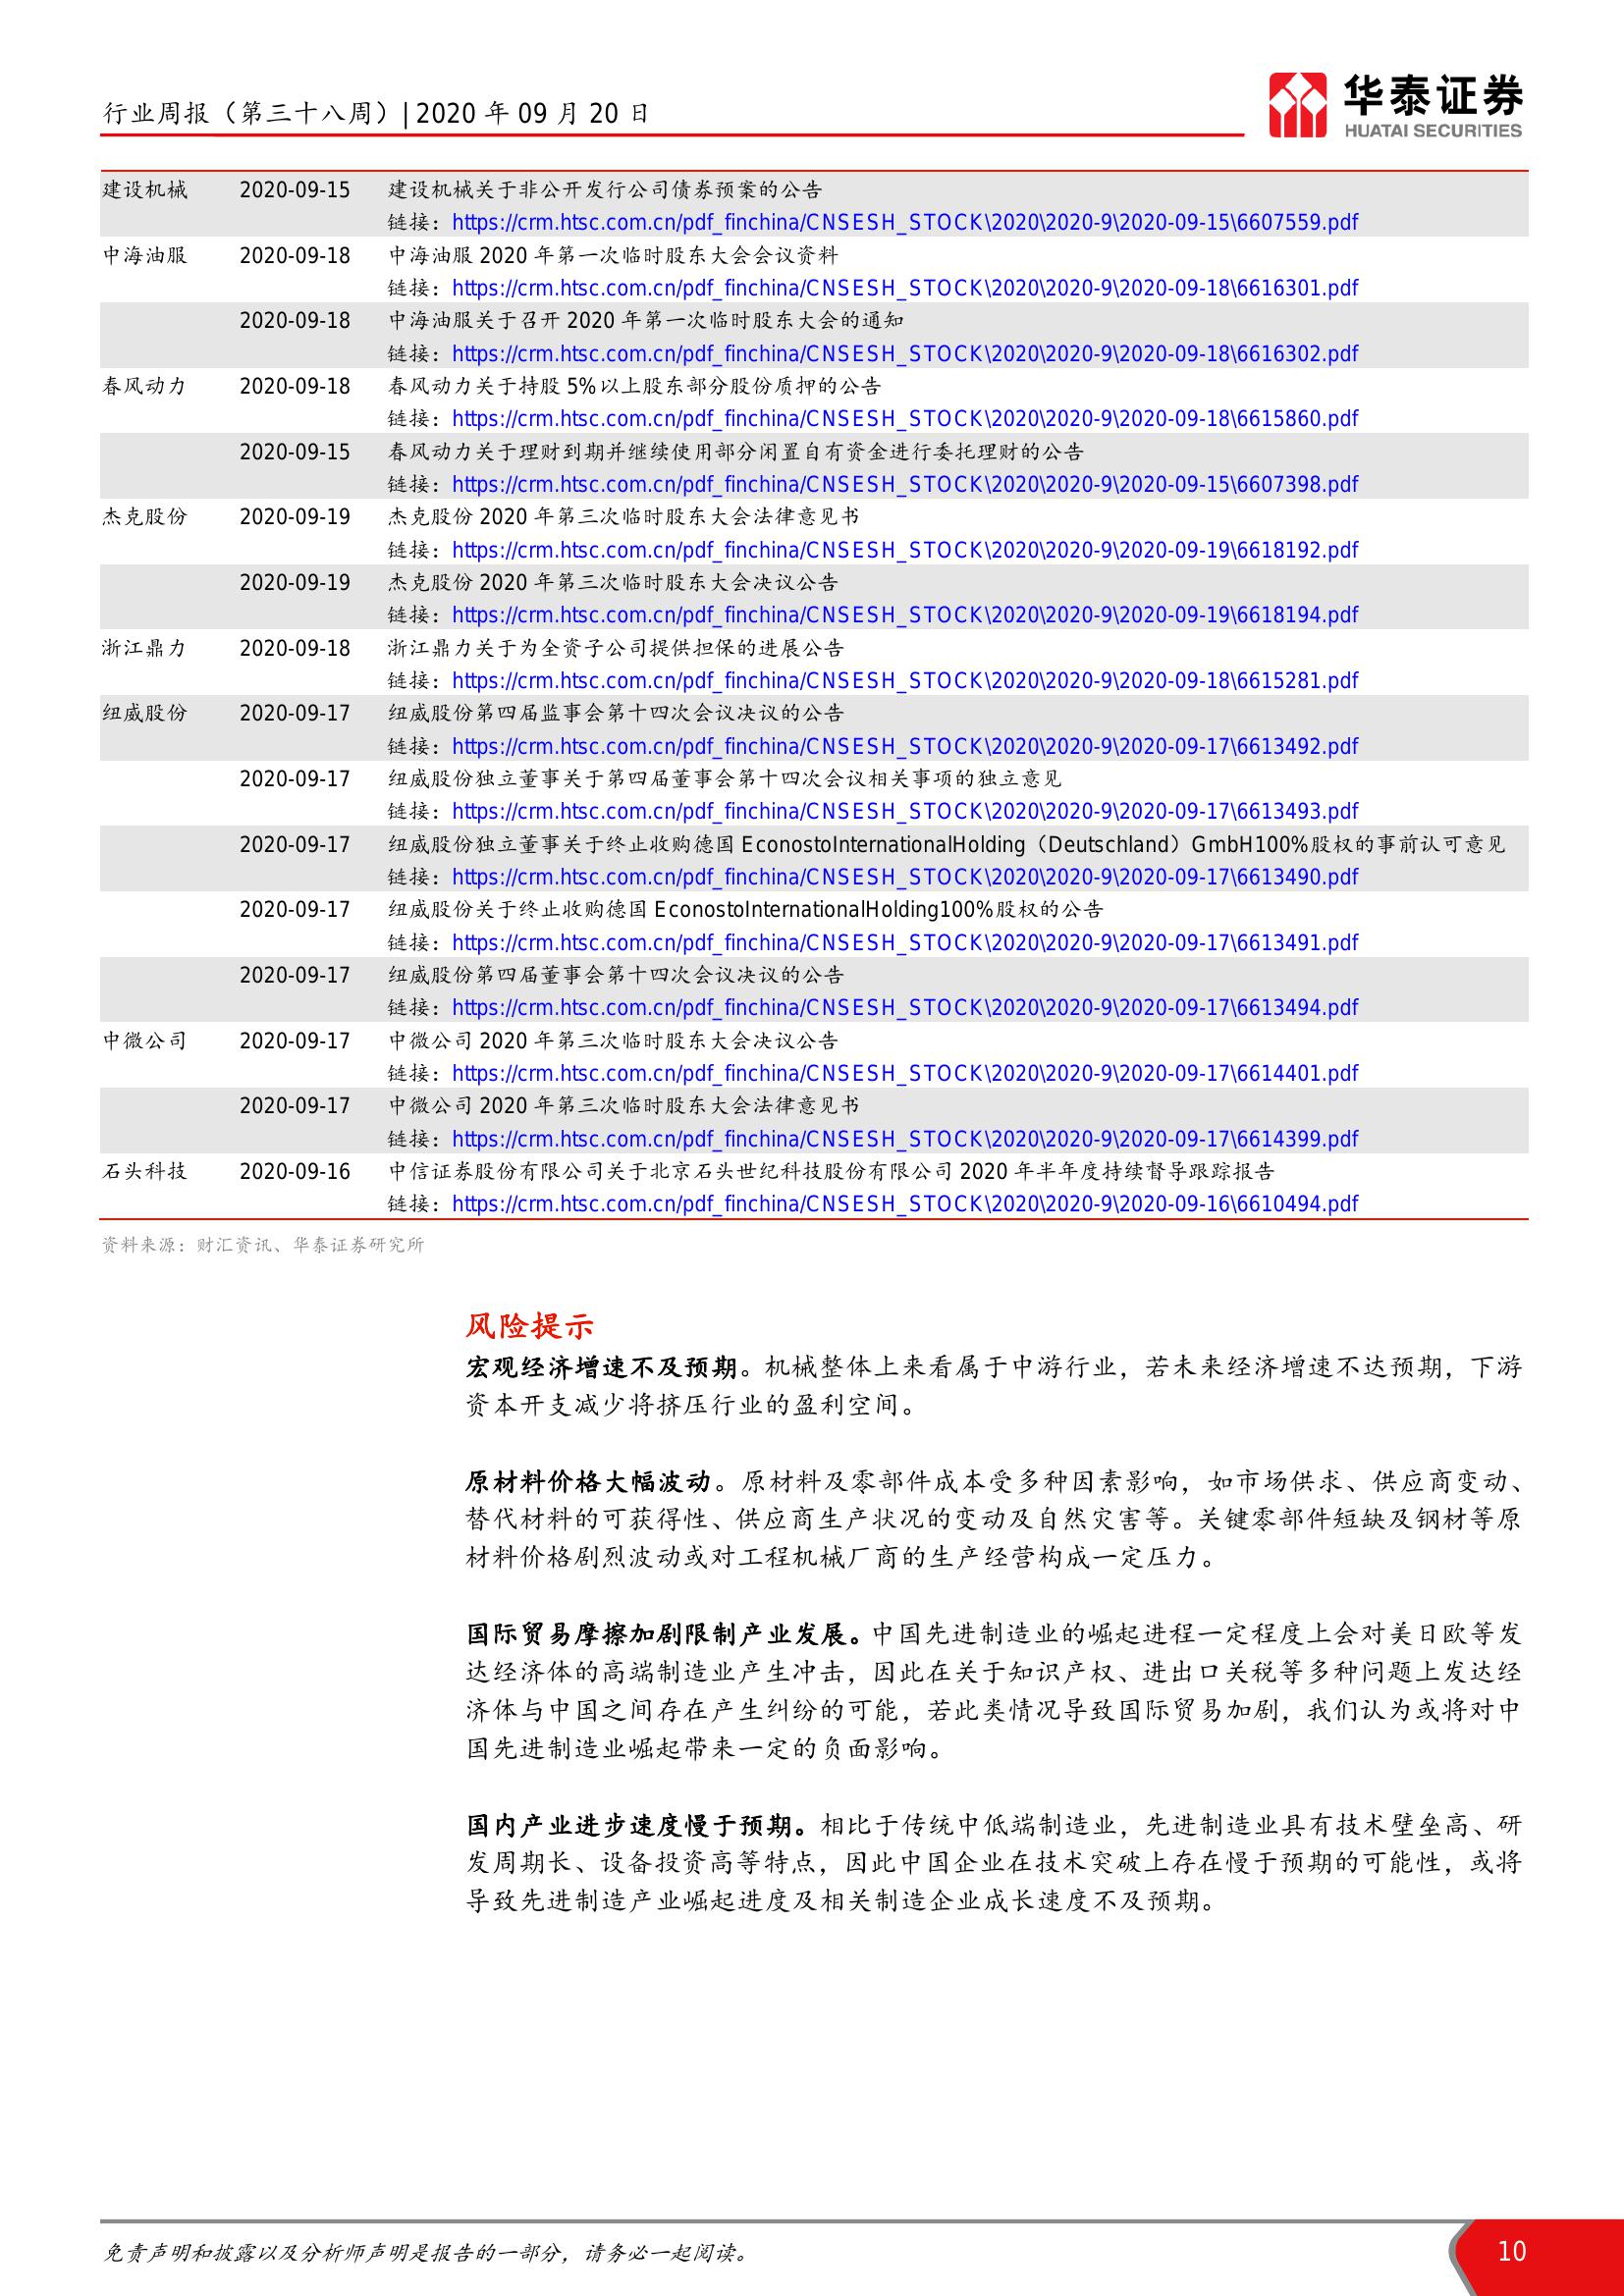 行业周报（第三十八周）| 2020 年 09 月 20 日
华泰证券
HUATAI SECURITIES
建设机械 2020-09-15 建设机械关于非公开发行公司债券预案的公告
链接：https://crm.htsc.com.cn/pdf_finchina/CNSESH_STOCK\2020\2020-9\2020-09-15\6607559.pdf
中海油服 2020-09-18 中海油服 2020 年第一次临时股东大会会议资料
链接：https://crm.htsc.com.cn/pdf_finchina/CNSESH_STOCK\2020\2020-9\2020-09-18\6616301.pdf
2020-09-18 中海油服关于召开 2020 年第一次临时股东大会的通知
链接：https://crm.htsc.com.cn/pdf_finchina/CNSESH_STOCK\2020\2020-9\2020-09-18\6616302.pdf
春风动力 2020-09-18 春风动力关于持股 5%以上股东部分股份质押的公告
链接：https://crm.htsc.com.cn/pdf_finchina/CNSESH_STOCK\2020\2020-9\2020-09-18\6615860.pdf
2020-09-15 春风动力关于理财到期并继续使用部分闲置自有资金进行委托理财的公告
链接：https://crm.htsc.com.cn/pdf_finchina/CNSESH_STOCK\2020\2020-9\2020-09-15\6607398.pdf
杰克股份 2020-09-19 杰克股份 2020 年第三次临时股东大会法律意见书
链接：https://crm.htsc.com.cn/pdf_finchina/CNSESH_STOCK\2020\2020-9\2020-09-19\6618192.pdf
2020-09-19 杰克股份 2020 年第三次临时股东大会决议公告
链接：https://crm.htsc.com.cn/pdf_finchina/CNSESH_STOCK\2020\2020-9\2020-09-19\6618194.pdf
浙江鼎力 2020-09-18 浙江鼎力关于为全资子公司提供担保的进展公告
链接：https://crm.htsc.com.cn/pdf_finchina/CNSESH_STOCK\2020\2020-9\2020-09-18\6615281.pdf
纽威股份 2020-09-17 纽威股份第四届监事会第十四次会议决议的公告
链接：https://crm.htsc.com.cn/pdf_finchina/CNSESH_STOCK\2020\2020-9\2020-09-17\6613492.pdf
2020-09-17 纽威股份独立董事关于第四届董事会第十四次会议相关事项的独立意见
链接：https://crm.htsc.com.cn/pdf_finchina/CNSESH_STOCK\2020\2020-9\2020-09-17\6613493.pdf
2020-09-17 纽威股份独立董事关于终止收购德国 EconostoInternationalHolding（Deutschland）GmbH100%股权的事前认可意见
链接：https://crm.htsc.com.cn/pdf_finchina/CNSESH_STOCK\2020\2020-9\2020-09-17\6613490.pdf
2020-09-17 纽威股份关于终止收购德国 EconostoInternationalHolding100%股权的公告
链接：https://crm.htsc.com.cn/pdf_finchina/CNSESH_STOCK\2020\2020-9\2020-09-17\6613491.pdf
2020-09-17 纽威股份第四届董事会第十四次会议决议的公告
链接：https://crm.htsc.com.cn/pdf_finchina/CNSESH_STOCK\2020\2020-9\2020-09-17\6613494.pdf
中微公司 2020-09-17 中微公司 2020 年第三次临时股东大会决议公告
链接：https://crm.htsc.com.cn/pdf_finchina/CNSESH_STOCK\2020\2020-9\2020-09-17\6614401.pdf
2020-09-17 中微公司 2020 年第三次临时股东大会法律意见书
链接：https://crm.htsc.com.cn/pdf_finchina/CNSESH_STOCK\2020\2020-9\2020-09-17\6614399.pdf
石头科技 2020-09-16 中信证券股份有限公司关于北京石头世纪科技股份有限公司 2020 年半年度持续督导跟踪报告
链接：https://crm.htsc.com.cn/pdf_finchina/CNSESH_STOCK\2020\2020-9\2020-09-16\6610494.pdf
资料来源：财汇资讯、华泰证券研究所
风险提示
宏观经济增速不及预期。机械整体上来看属于中游行业，若未来经济增速不达预期，下游
资本开支减少将挤压行业的盈利空间。
原材料价格大幅波动。原材料及零部件成本受多种因素影响，如市场供求、供应商变动、
替代材料的可获得性、供应商生产状况的变动及自然灾害等。关键零部件短缺及钢材等原
材料价格剧烈波动或对工程机械厂商的生产经营构成一定压力。
国际贸易摩擦加剧限制产业发展。中国先进制造业的崛起进程一定程度上会对美日欧等发
达经济体的高端制造业产生冲击，因此在关于知识产权、进出口关税等多种问题上发达经
济体与中国之间存在产生纠纷的可能，若此类情况导致国际贸易加剧，我们认为或将对中
国先进制造业崛起带来一定的负面影响。
国内产业进步速度慢于预期。相比于传统中低端制造业，先进制造业具有技术壁垒高、研
发周期长、设备投资高等特点，因此中国企业在技术突破上存在慢于预期的可能性，或将
导致先进制造产业崛起进度及相关制造企业成长速度不及预期。
免责声明和披露以及分析师声明是报告的一部分，请务必一起阅读。
10